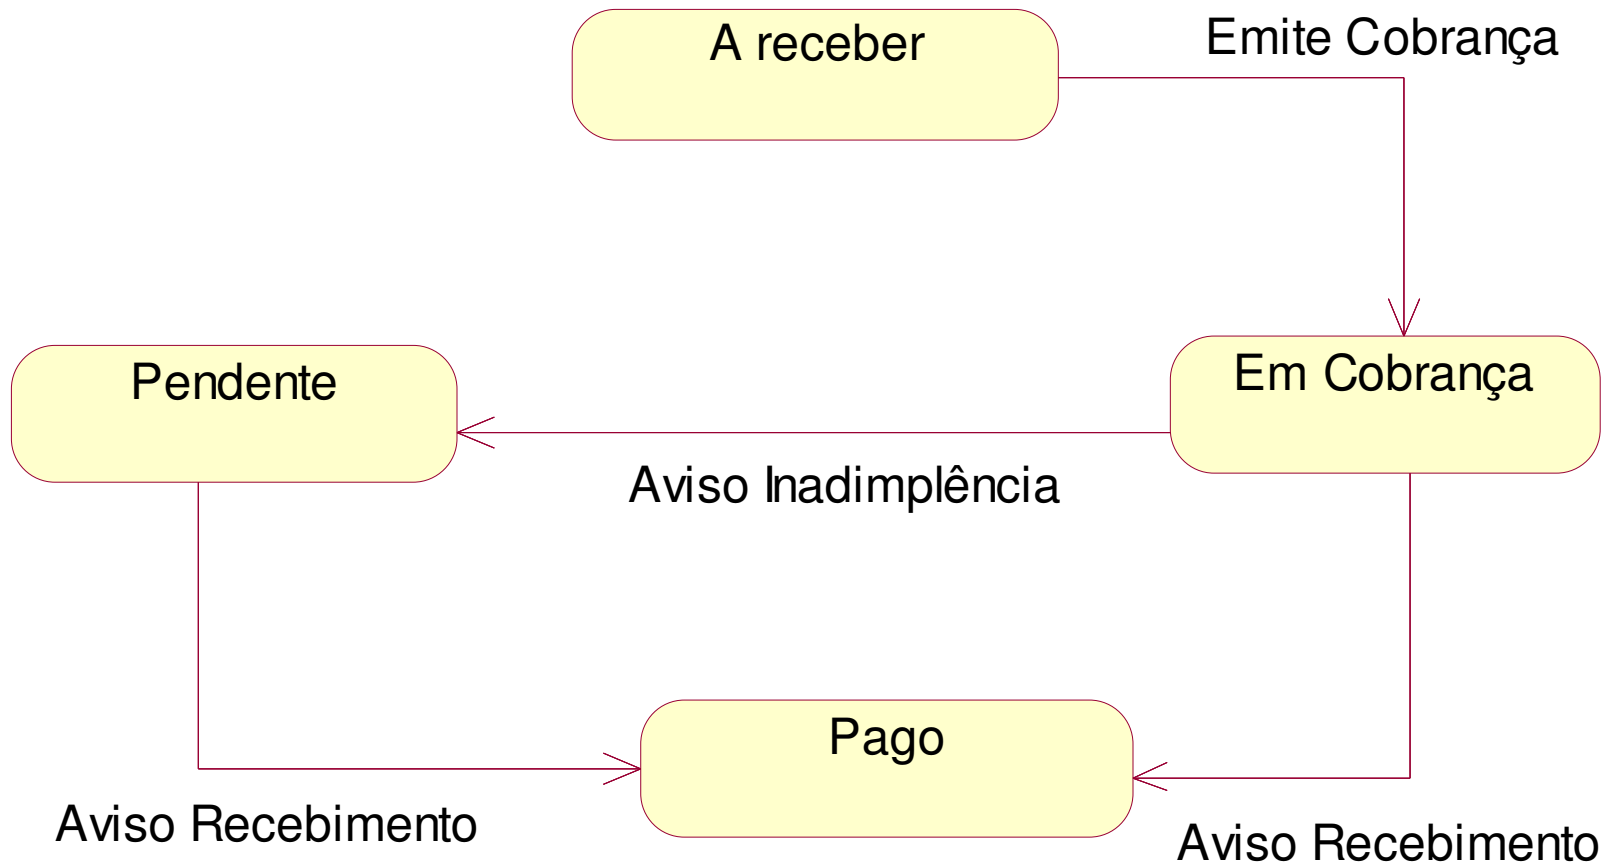 A receber
Emite Cobrança
Pendente
Em Cobrança
Aviso Inadimplência
Pago
Aviso Recebimento
Aviso Recebimento